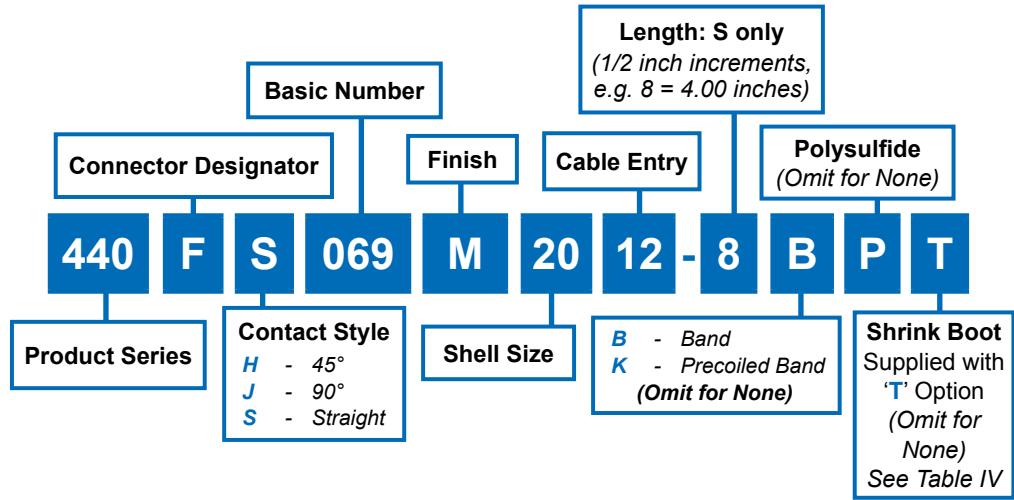 Length: S only
(1/2 inch increments,
e.g. 8 = 4.00 inches)
Basic Number
Polysulfide
(Omit for None)
Connector Designator
Finish
Cable Entry
440 F S 069 M 20 12 - 8 B P T
Product Series
Contact Style
H - 45°
J - 90°
S - Straight
Shell Size
B - Band
K - Precoiled Band
(Omit for None)
Shrink Boot
Supplied with
‘T’ Option
(Omit for
None)
See Table IV